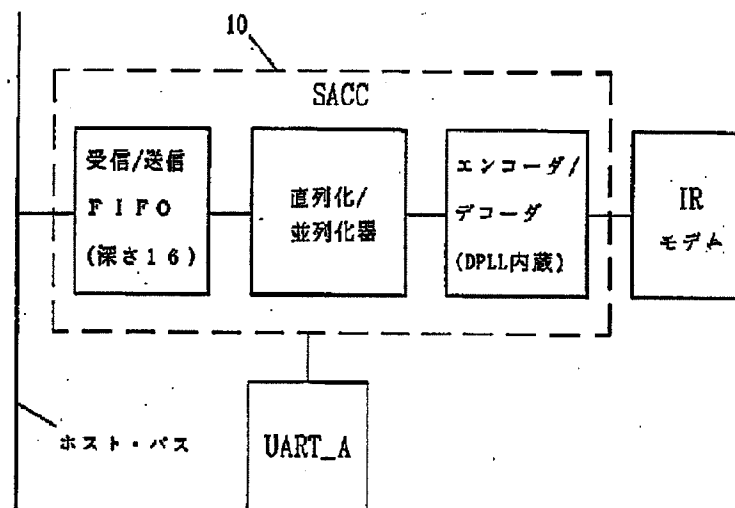 10
SACC
受信/送信
FIFO
(深さ16)
直列化/
並列化器
エンコーダ/
デコーダ
(DPLL内蔵)
IR
モデム
ホスト・バス
UART_A